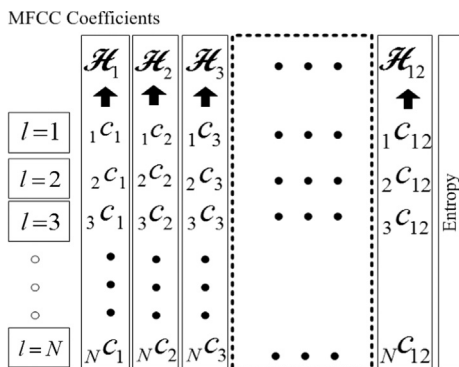 MFCC Coefficients
ℋ₁ ℋ₂ ℋ₃ • • • ℋ₁₂
l=1 ₁C₁ ₁C₂ ₁C₃ • • • ₁C₁₂
l=2 ₂C₁ ₂C₂ ₂C₃ • • • ₂C₁₂
l=3 ₃C₁ ₃C₂ ₃C₃ • • • ₃C₁₂
l=N NC₁ NC₂ NC₃ • • • NC₁₂
Entropy